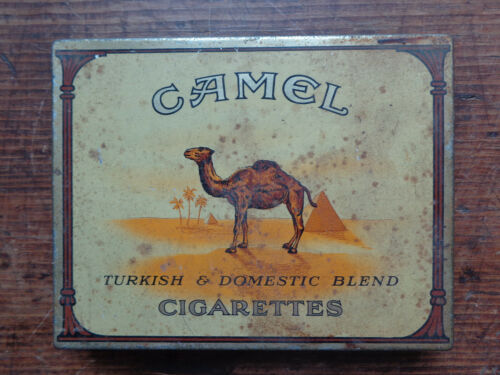 CAMEL
TURKISH & DOMESTIC BLEND
CIGARETTES